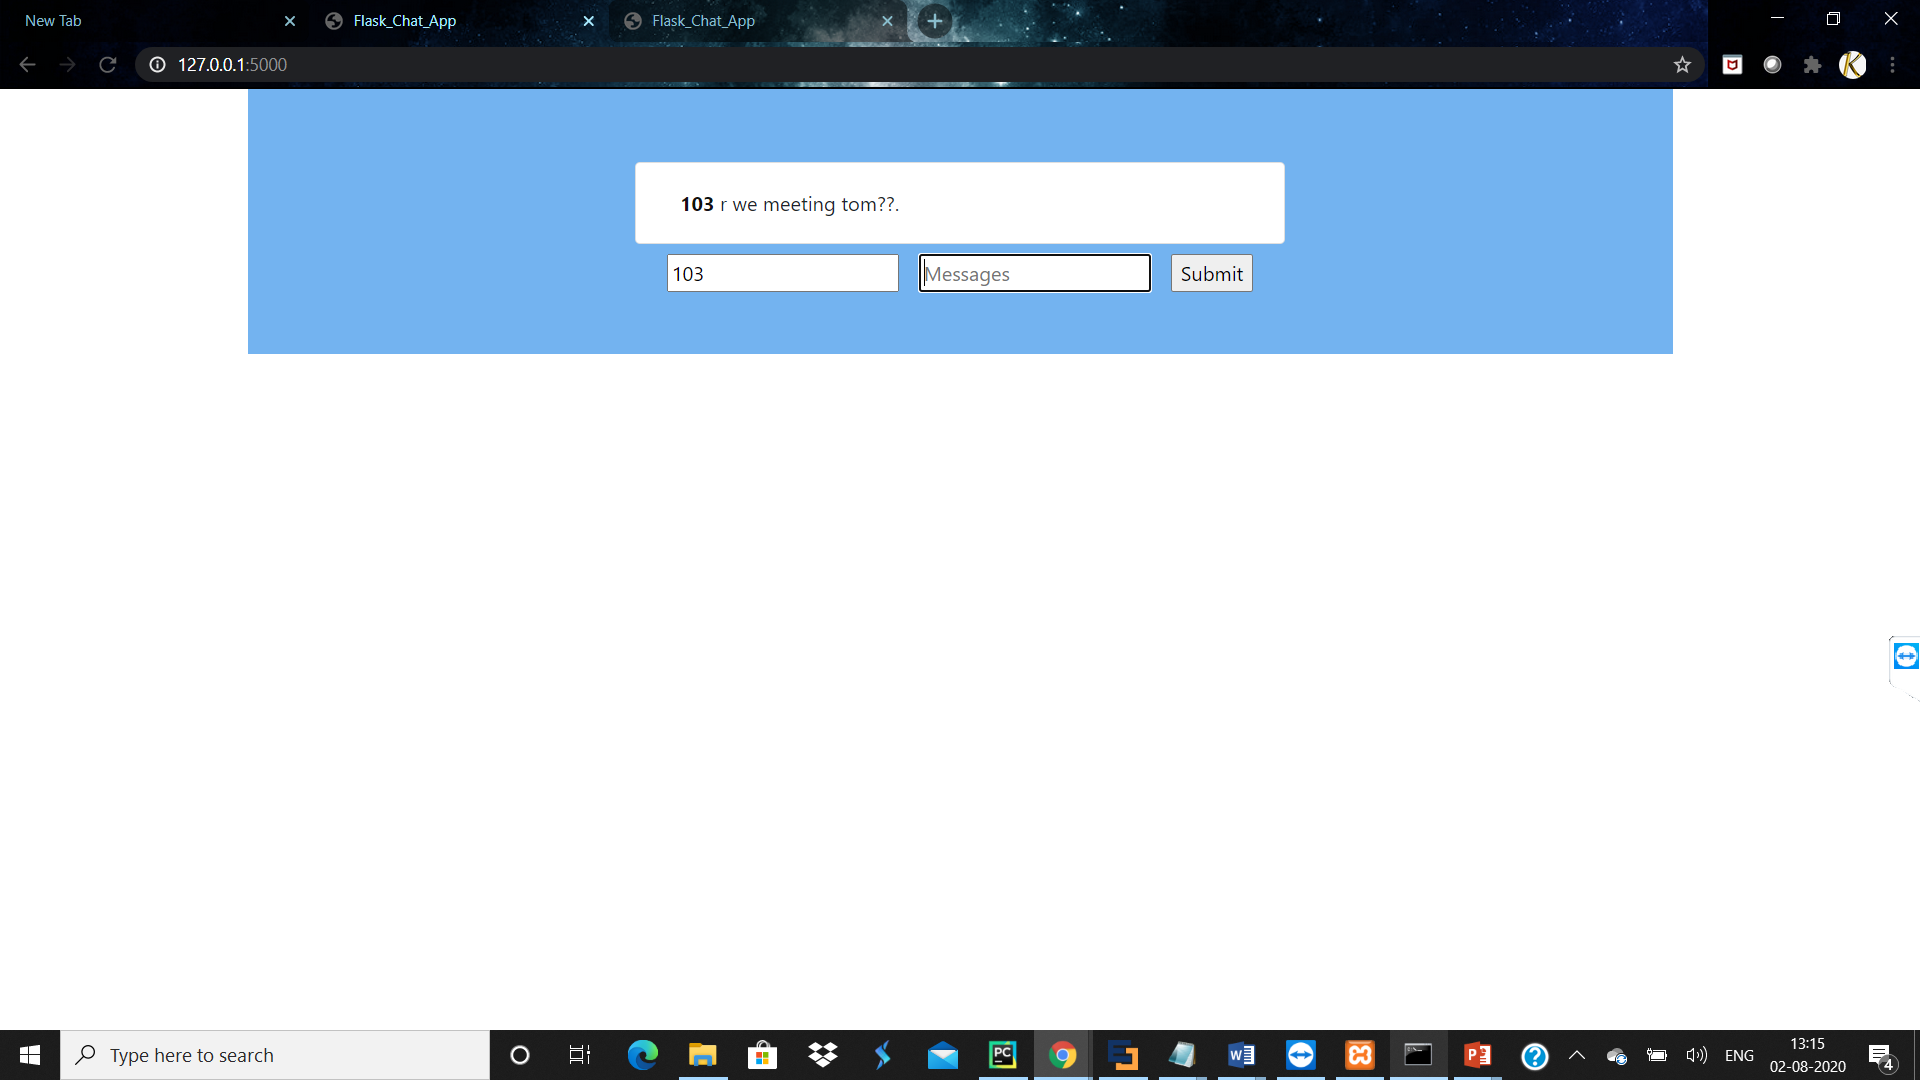 New Tab
Flask_Chat_App
Flask_Chat_App
127.0.0.1:5000
103 r we meeting tom??.
103
Messages
Submit
Type here to search
ENG
13:15
02-08-2020
4